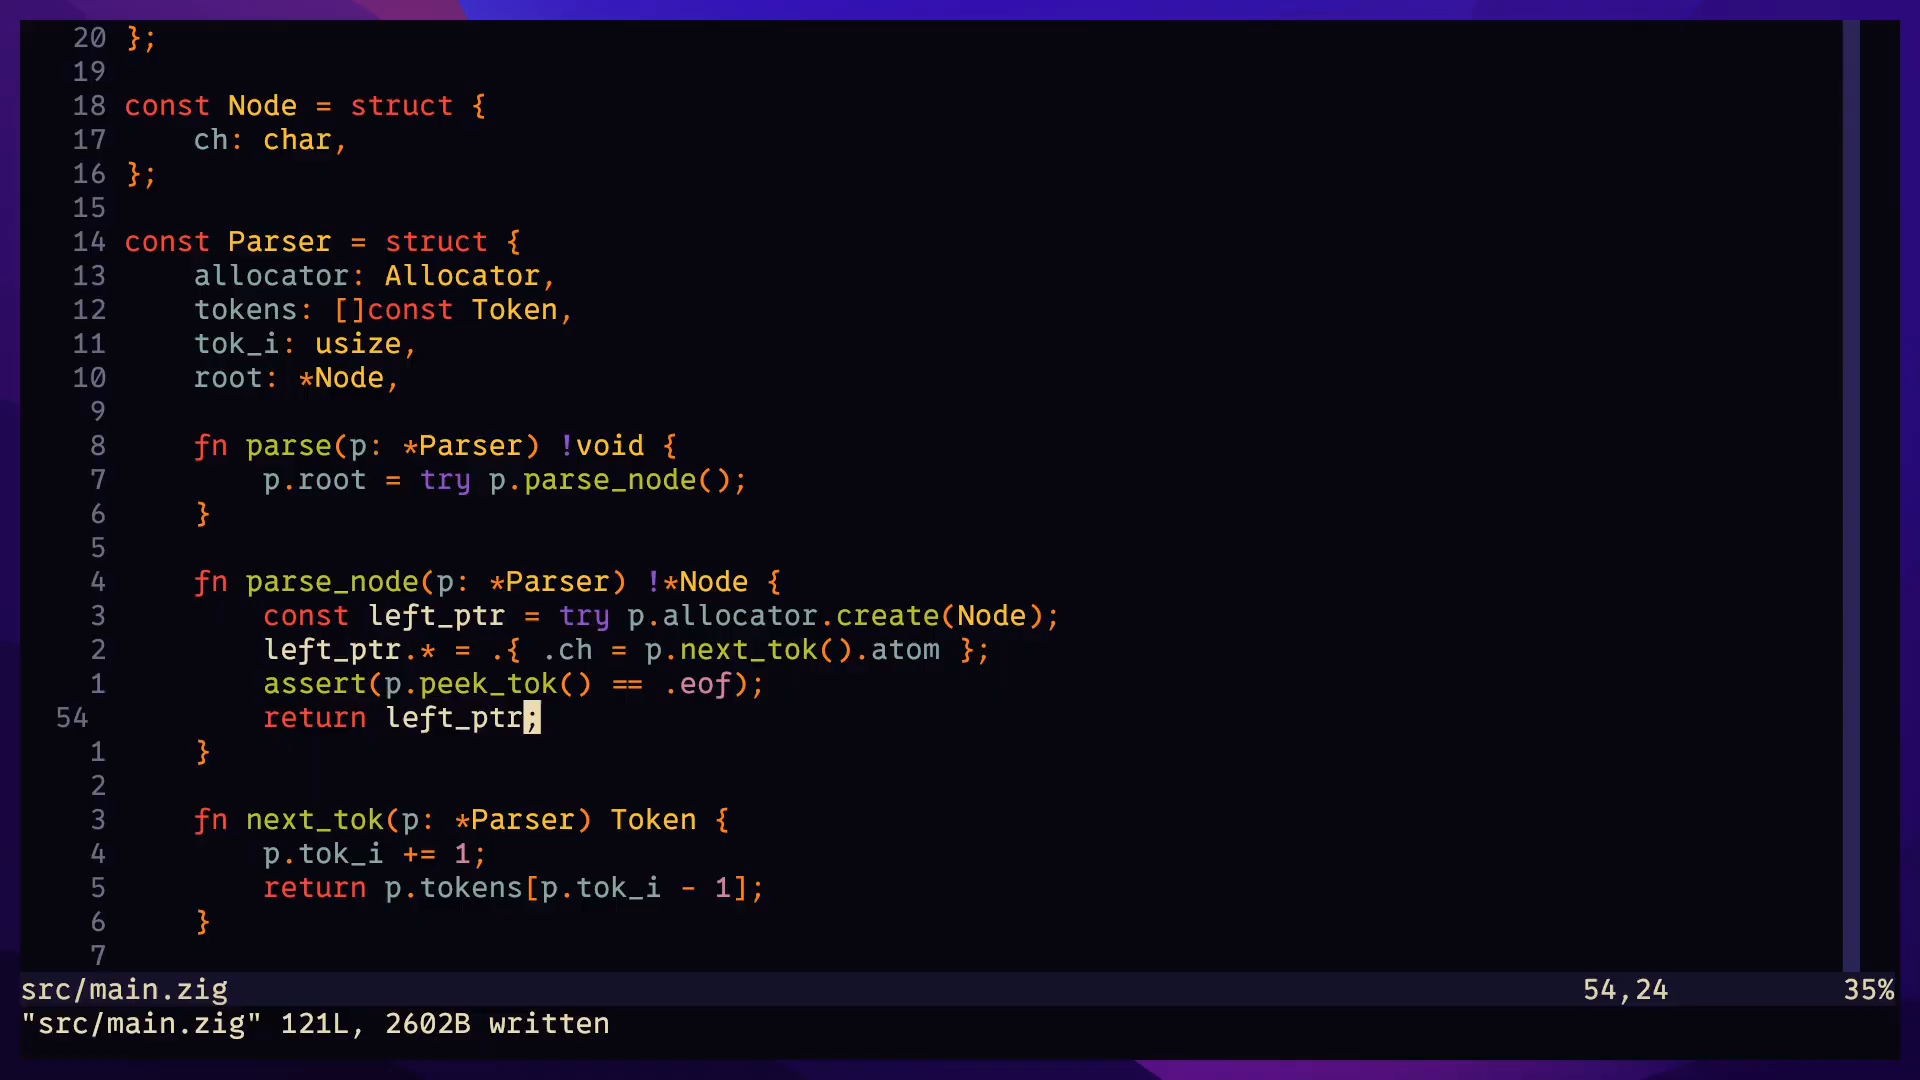 20 };
19
18 const Node = struct {
17     ch: char,
16 };
15
14 const Parser = struct {
13     allocator: Allocator,
12     tokens: []const Token,
11     tok_i: usize,
10     root: *Node,
9
8     fn parse(p: *Parser) !void {
7         p.root = try p.parse_node();
6     }
5
4     fn parse_node(p: *Parser) !*Node {
3         const left_ptr = try p.allocator.create(Node);
2         left_ptr.* = .{ .ch = p.next_tok().atom };
1         assert(p.peek_tok() == .eof);
54         return left_ptr;
1     }
2
3     fn next_tok(p: *Parser) Token {
4         p.tok_i += 1;
5         return p.tokens[p.tok_i - 1];
6     }
7
src/main.zig 54,24 35%
"src/main.zig" 121L, 2602B written